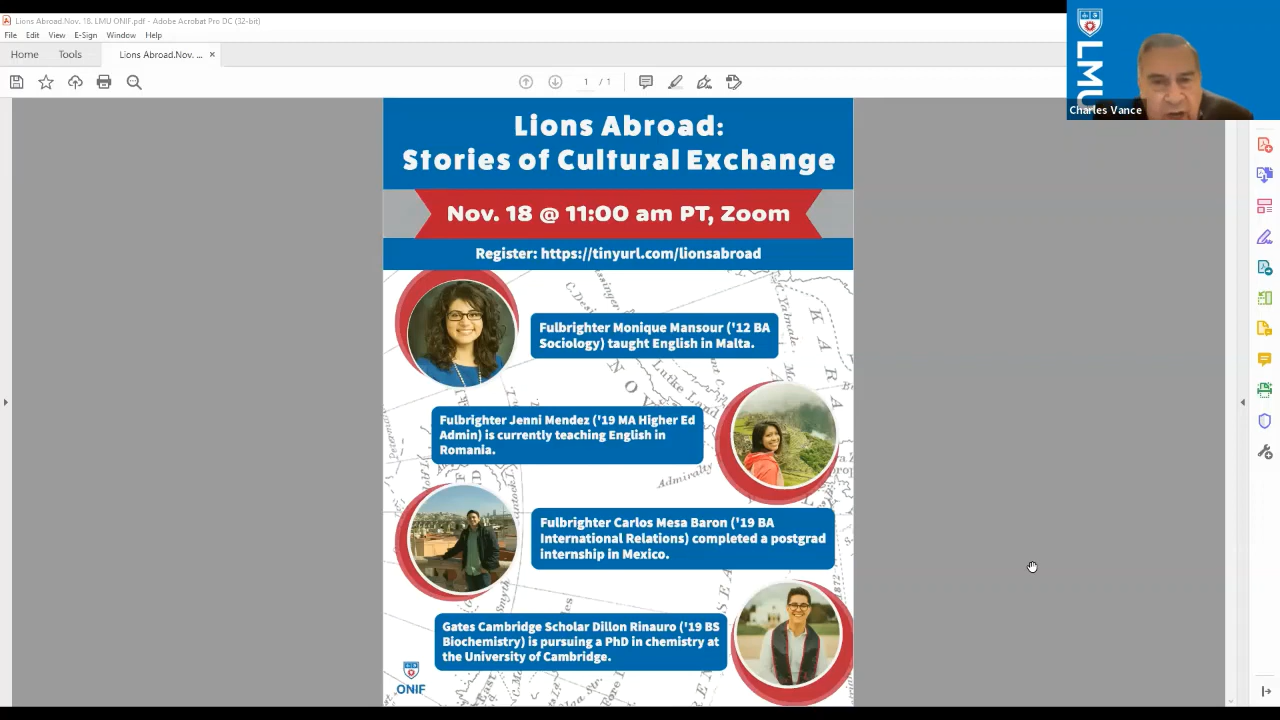 Lions Abroad.Nov. 18. LMU ONIF.pdf - Adobe Acrobat Pro DC (32-bit)
File Edit View E-Sign Window Help
Home Tools Lions Abroad.Nov. ... ×
1 / 1
LMU
Charles Vance
Lions Abroad:
Stories of Cultural Exchange
Nov. 18 @ 11:00 am PT, Zoom
Register: https://tinyurl.com/lionsabroad
Fulbrighter Monique Mansour ('12 BA
Sociology) taught English in Malta.
Fulbrighter Jenni Mendez ('19 MA Higher Ed
Admin) is currently teaching English in
Romania.
Admiralty
Fulbrighter Carlos Mesa Baron ('19 BA
International Relations) completed a postgrad
internship in Mexico.
Gates Cambridge Scholar Dillon Rinauro ('19 BS
Biochemistry) is pursuing a PhD in chemistry at
the University of Cambridge.
ONIF